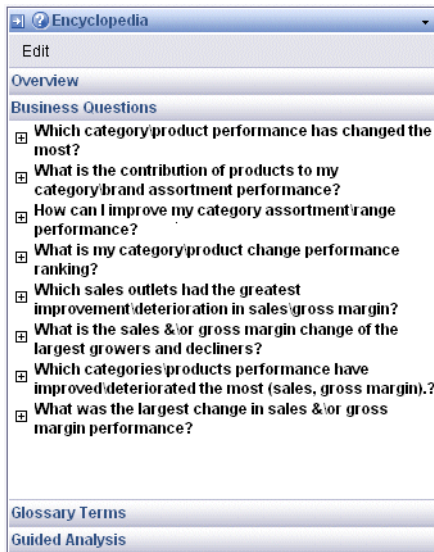 Encyclopedia
Edit
Overview
Business Questions
Which category\product performance has changed the
most?
What is the contribution of products to my
category\brand assortment performance?
How can I improve my category assortment\range
performance?
What is my category\product change performance
ranking?
Which sales outlets had the greatest
improvement\deterioration in sales\gross margin?
What is the sales &\or gross margin change of the
largest growers and decliners?
Which categories\products performance have
improved\deteriorated the most (sales, gross margin).?
What was the largest change in sales &\or gross
margin performance?
Glossary Terms
Guided Analysis